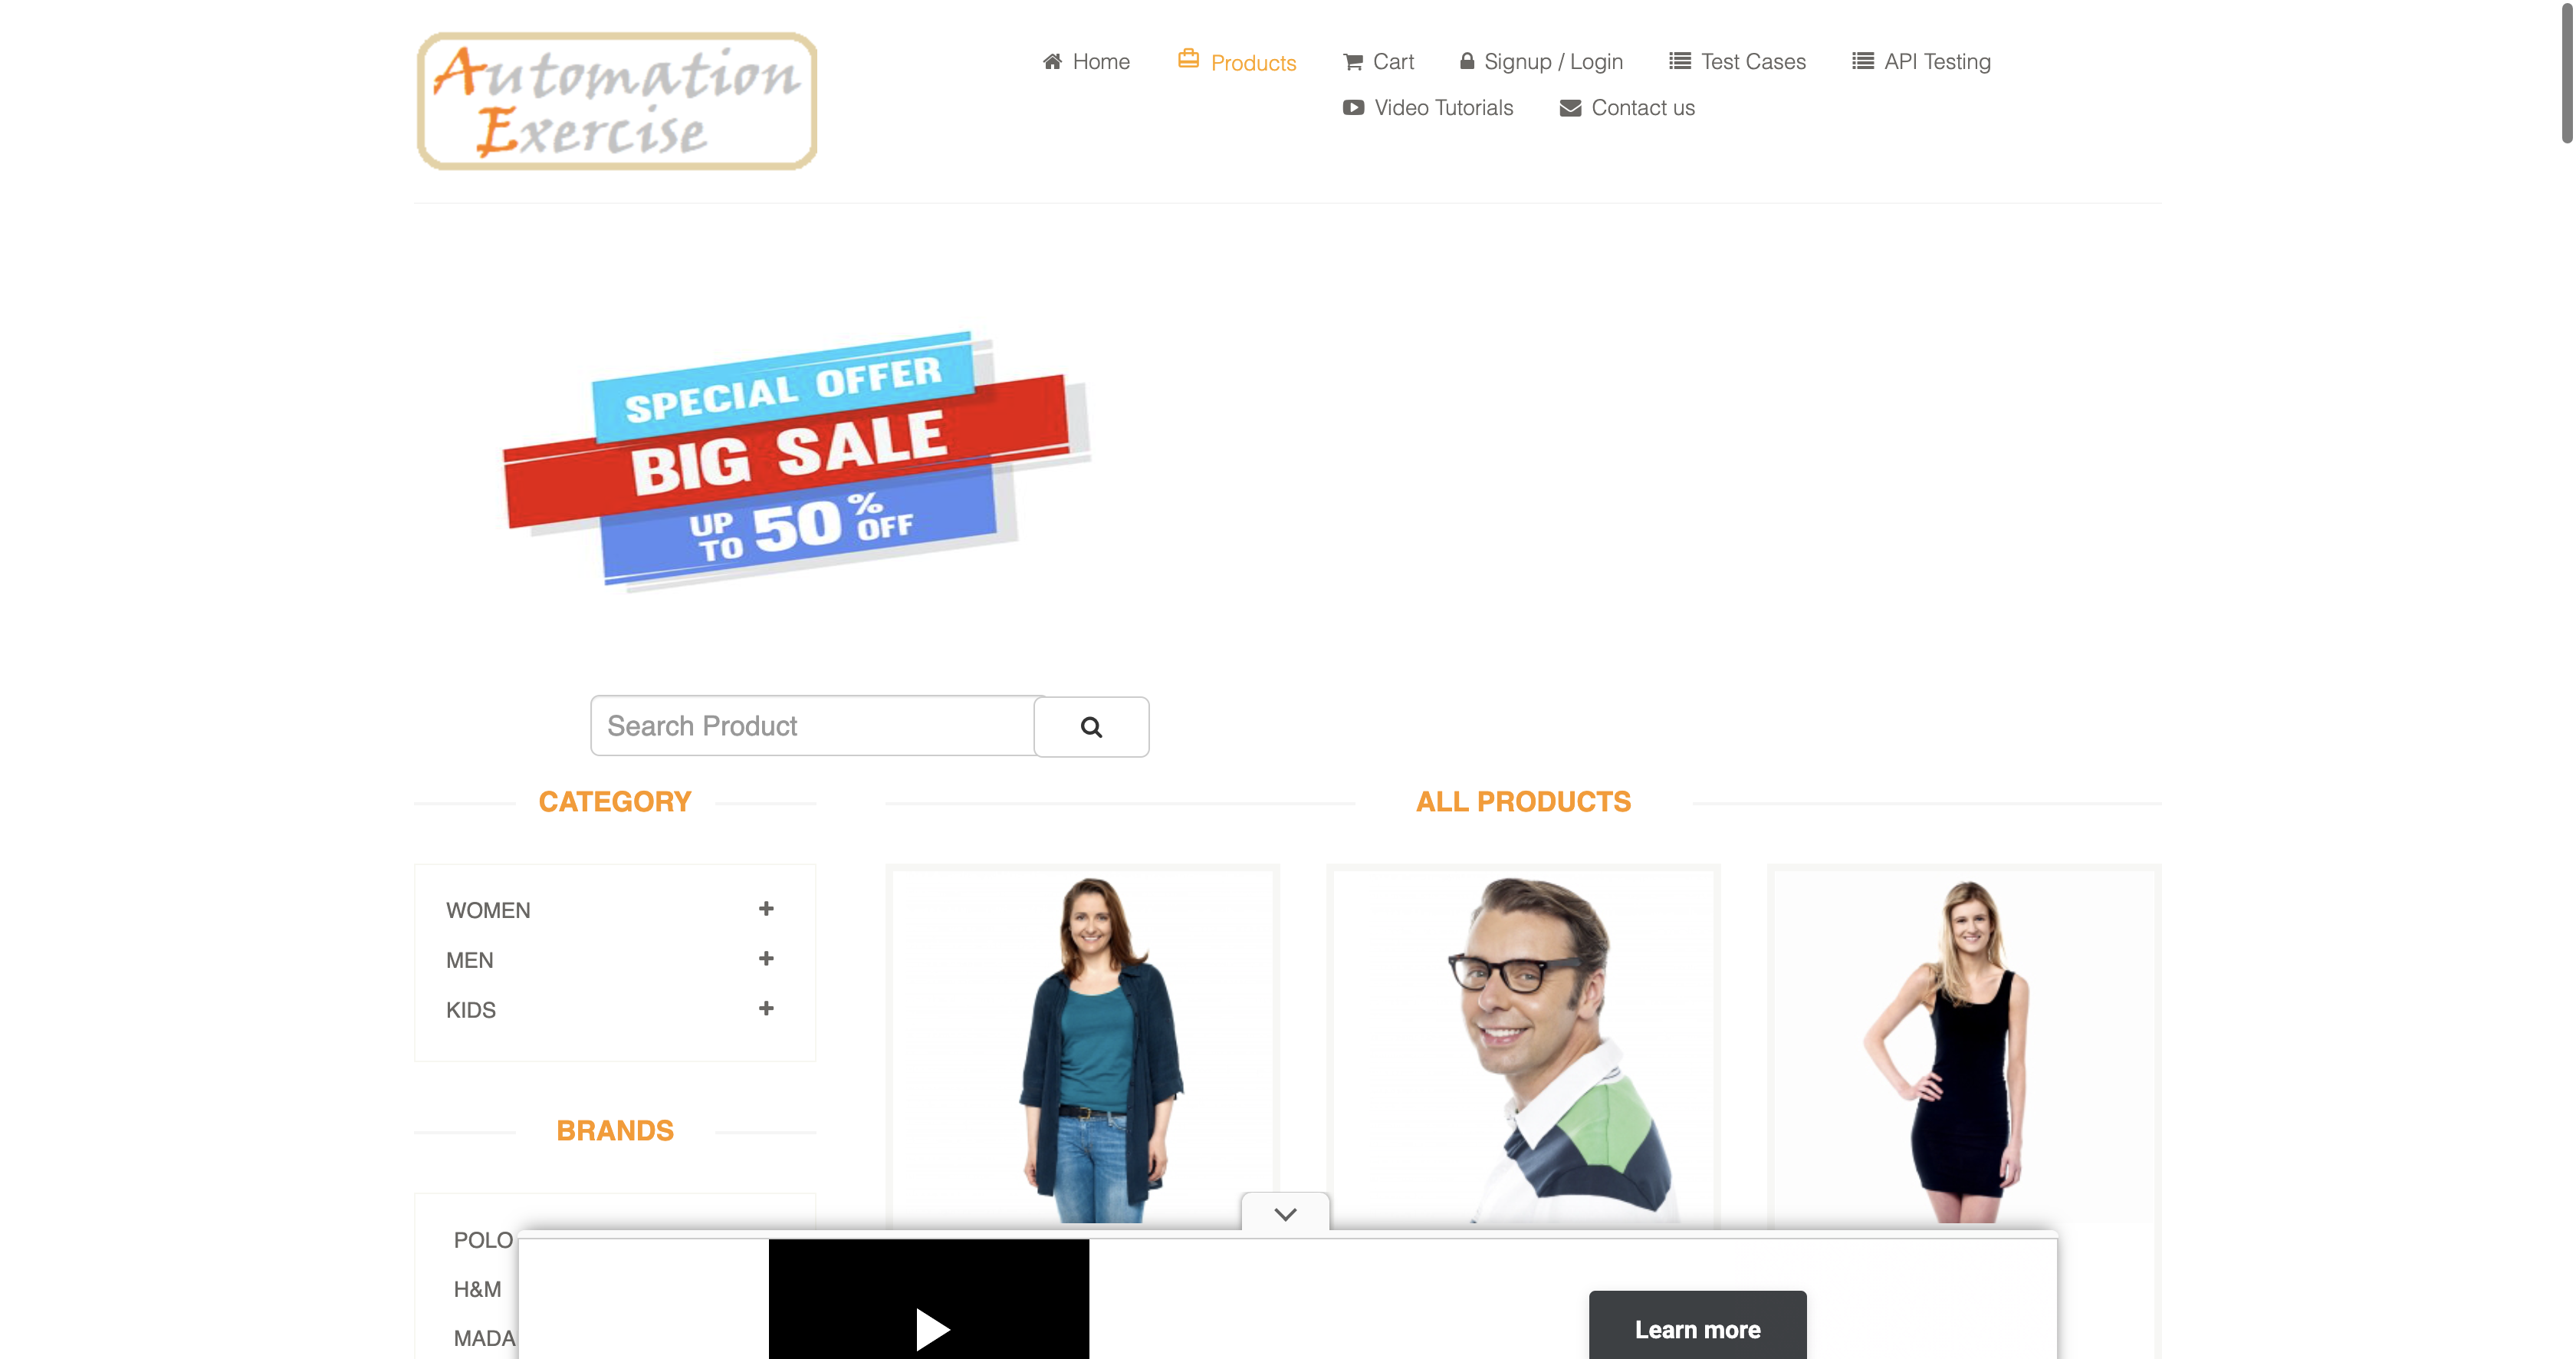 Automation
Exercise
Home
Products
Cart
Signup / Login
Test Cases
API Testing
Video Tutorials
Contact us
SPECIAL OFFER
BIG SALE
UP TO 50% OFF
Search Product
CATEGORY
WOMEN
MEN
KIDS
BRANDS
POLO
H&M
MADA
ALL PRODUCTS
Learn more